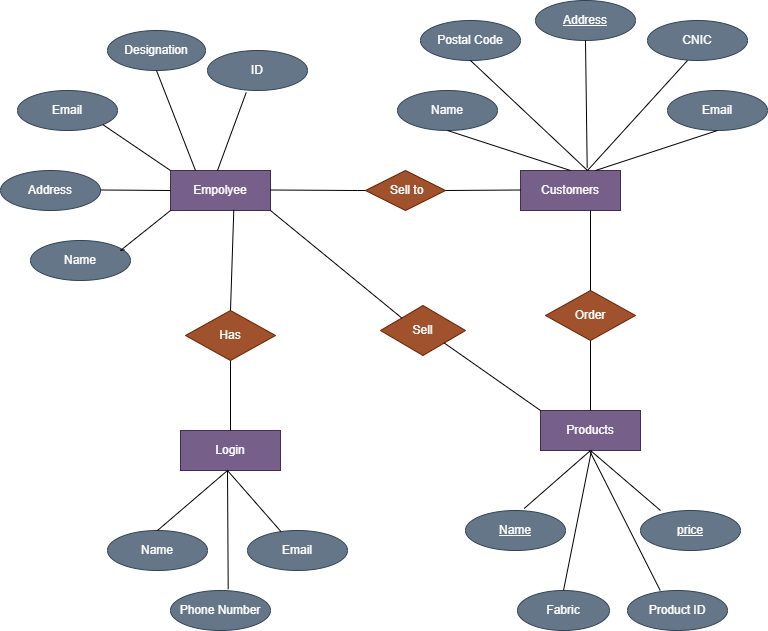 Address
Designation
Postal Code
CNIC
ID
Email
Name
Email
Address
Empolyee
Sell to
Customers
Name
Has
Sell
Order
Login
Products
Name
Email
Name
price
Phone Number
Fabric
Product ID